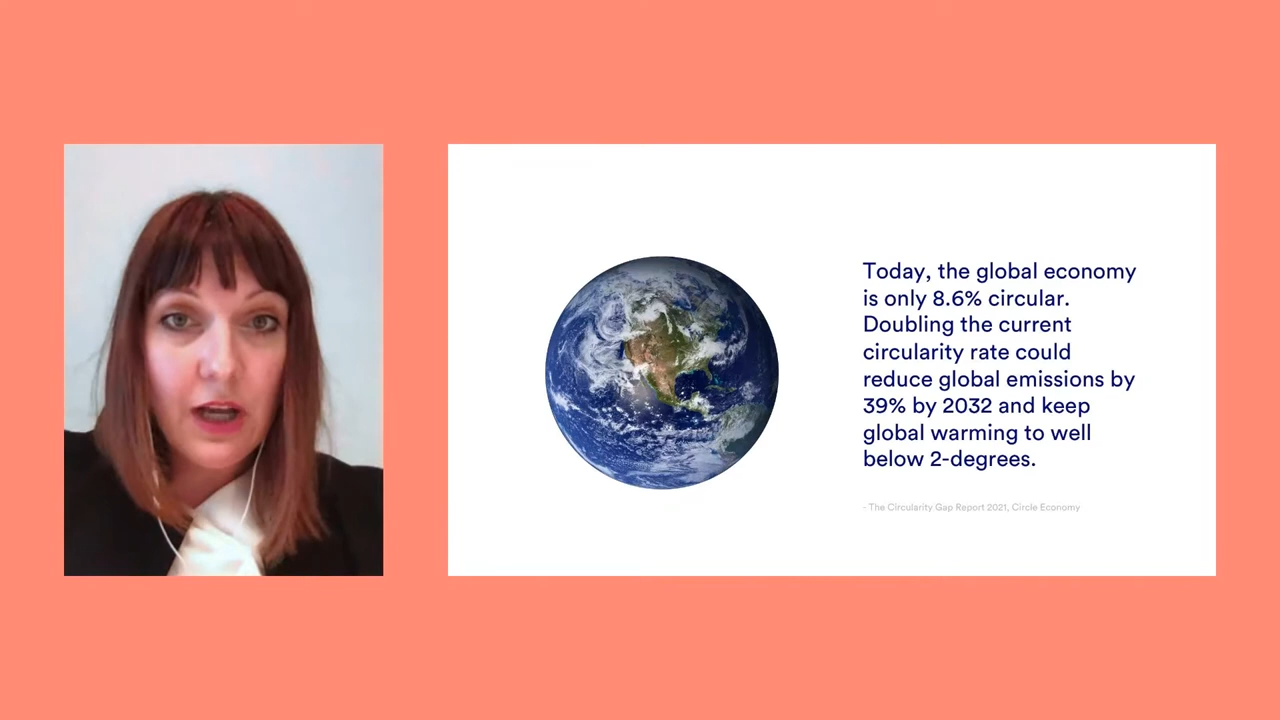 Today, the global economy
is only 8.6% circular.
Doubling the current
circularity rate could
reduce global emissions by
39% by 2032 and keep
global warming to well
below 2-degrees.
- The Circularity Gap Report 2021, Circle Economy